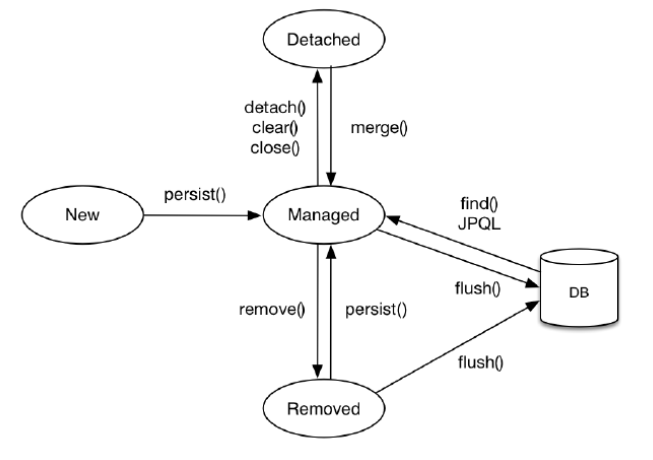 Detached
detach()
clear()
close()
merge()
persist()
New
Managed
find()
JPQL
flush()
DB
remove()
persist()
flush()
Removed